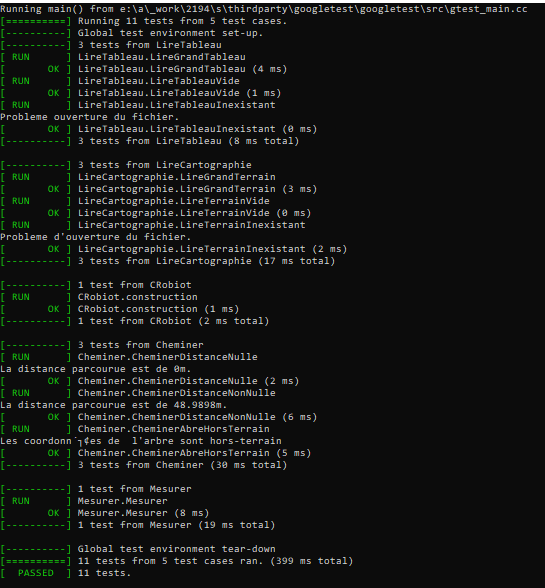 Running main() from e:\a\_work\2194\s\thirdparty\googletest\googletest\src\gtest_main.cc
[==========] Running 11 tests from 5 test cases.
[----------] Global test environment set-up.
[----------] 3 tests from LireTableau
[ RUN      ] LireTableau.LireGrandTableau
[       OK ] LireTableau.LireGrandTableau (4 ms)
[ RUN      ] LireTableau.LireTableauVide
[       OK ] LireTableau.LireTableauVide (1 ms)
[ RUN      ] LireTableau.LireTableauInexistant
Probleme ouverture du fichier.
[       OK ] LireTableau.LireTableauInexistant (0 ms)
[----------] 3 tests from LireTableau (8 ms total)
[----------] 3 tests from LireCartographie
[ RUN      ] LireCartographie.LireGrandTerrain
[       OK ] LireCartographie.LireGrandTerrain (3 ms)
[ RUN      ] LireCartographie.LireTerrainVide
[       OK ] LireCartographie.LireTerrainVide (0 ms)
[ RUN      ] LireCartographie.LireTerrainInexistant
Probleme d'ouverture du fichier.
[       OK ] LireCartographie.LireTerrainInexistant (2 ms)
[----------] 3 tests from LireCartographie (17 ms total)
[----------] 1 test from CRobiot
[ RUN      ] CRobiot.construction
[       OK ] CRobiot.construction (1 ms)
[----------] 1 test from CRobiot (2 ms total)
[----------] 3 tests from Cheminer
[ RUN      ] Cheminer.CheminerDistanceNulle
La distance parcourue est de 0m.
[       OK ] Cheminer.CheminerDistanceNulle (2 ms)
[ RUN      ] Cheminer.CheminerDistanceNonNulle
La distance parcourue est de 48.9898m.
[       OK ] Cheminer.CheminerDistanceNonNulle (6 ms)
[ RUN      ] Cheminer.CheminerAbreHorsTerrain
Les de  l'arbre sont hors-terrain
[       OK ] Cheminer.CheminerAbreHorsTerrain (5 ms)
[----------] 3 tests from Cheminer (30 ms total)
[----------] 1 test from Mesurer
[ RUN      ] Mesurer.Mesurer
[       OK ] Mesurer.Mesurer (8 ms)
[----------] 1 test from Mesurer (19 ms total)
[----------] Global test environment tear-down
[==========] 11 tests from 5 test cases ran. (399 ms total)
[  PASSED  ] 11 tests.